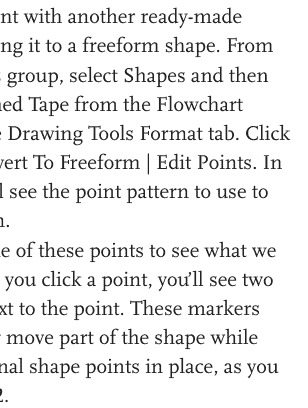 nt with another ready-made
ng it to a freeform shape. From
group, select Shapes and then
ned Tape from the Flowchart
Drawing Tools Format tab. Click
vert To Freeform | Edit Points. In
l see the point pattern to use to
n.
e of these points to see what we
you click a point, you’ll see two
xt to the point. These markers
move part of the shape while
nal shape points in place, as you
2.